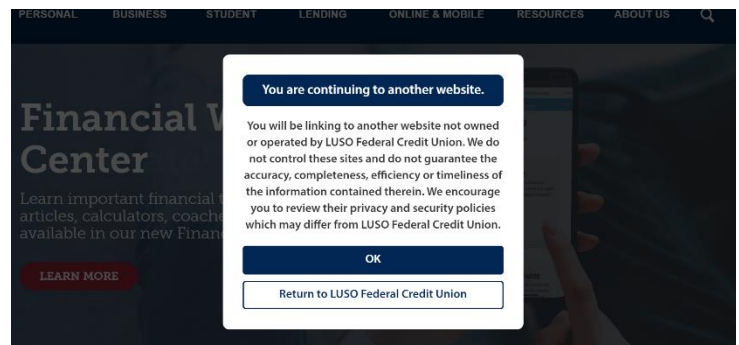 PERSONAL BUSINESS STUDENT LENDING ONLINE & MOBILE RESOURCES ABOUT US
You are continuing to another website.
Financial
Center
Learn important financial
articles, calculators,
available in our new
LEARN MORE
You will be linking to another website not owned
or operated by LUSO Federal Credit Union. We do
not control these sites and do not guarantee the
accuracy, completeness, efficiency or timeliness of
the information contained therein. We encourage
you to review their privacy and security policies
which may differ from LUSO Federal Credit Union.
OK
Return to LUSO Federal Credit Union